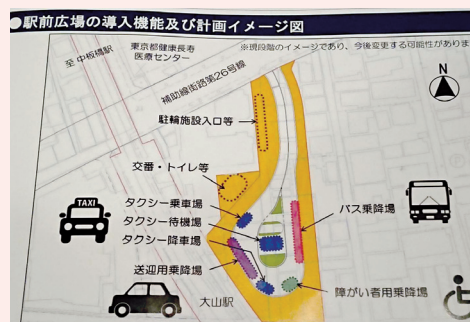 ●駅前広場の導入機能及び計画イメージ図
※現段階のイメージであり、今後変更する可能性がありま
至 中板橋駅
東京都健康長寿
医療センター
補助線街路第26号線
N
駐輪施設入口等
交番・トイレ等
TAXI
タクシー乗車場
タクシー待機場
タクシー降車場
バス乗降場
送迎用乗降場
大山駅
障がい者用乗降場